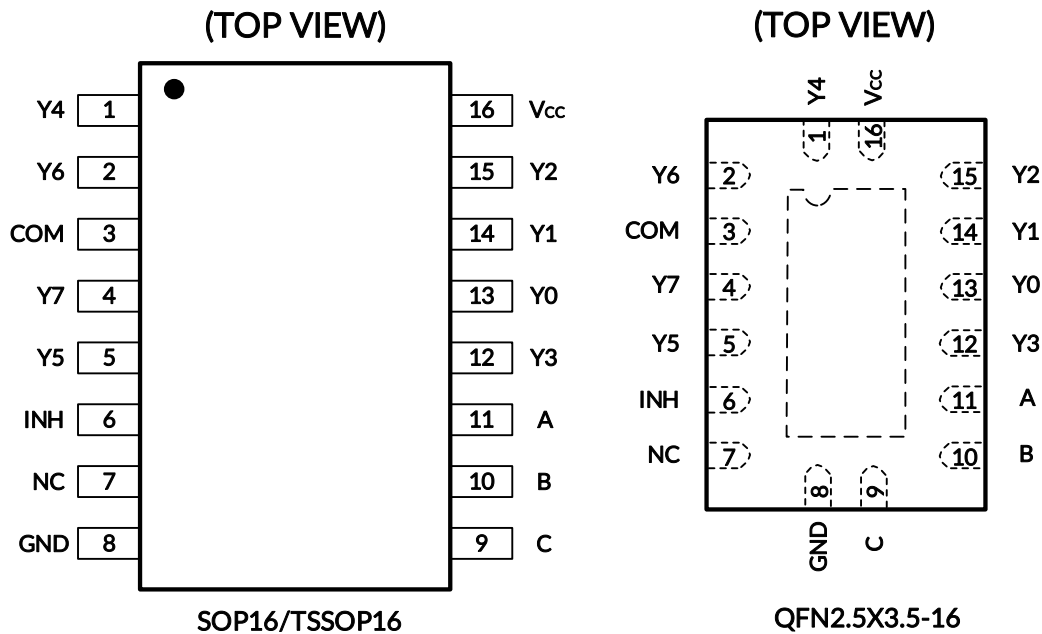 (TOP VIEW)
Y4 1 16 Vcc
Y6 2 15 Y2
COM 3 14 Y1
Y7 4 13 Y0
Y5 5 12 Y3
INH 6 11 A
NC 7 10 B
GND 8 9 C
SOP16/TSSOP16
(TOP VIEW)
Y4 Vcc
1 16
Y6 2 15 Y2
COM 3 14 Y1
Y7 4 13 Y0
Y5 5 12 Y3
INH 6 11 A
NC 7 10 B
8 9
GND C
QFN2.5X3.5-16